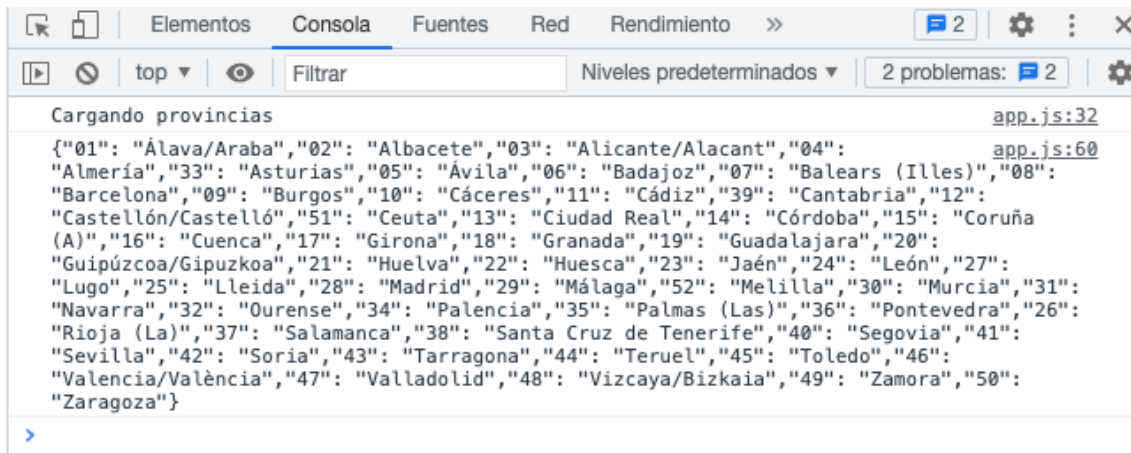 Elementos Consola Fuentes Red Rendimiento » 2
top ▼ Filtrar Niveles predeterminados ▼ 2 problemas: 2
Cargando provincias app.js:32
{"01": "Álava/Araba","02": "Albacete","03": "Alicante/Alacant","04": app.js:60
"Almería","33": "Asturias","05": "Ávila","06": "Badajoz","07": "Balears (Illes)","08":
"Barcelona","09": "Burgos","10": "Cáceres","11": "Cádiz","39": "Cantabria","12":
"Castellón/Castelló","51": "Ceuta","13": "Ciudad Real","14": "Córdoba","15": "Coruña
(A)","16": "Cuenca","17": "Girona","18": "Granada","19": "Guadalajara","20":
"Guipúzcoa/Gipuzkoa","21": "Huelva","22": "Huesca","23": "Jaén","24": "León","27":
"Lugo","25": "Lleida","28": "Madrid","29": "Málaga","52": "Melilla","30": "Murcia","31":
"Navarra","32": "Ourense","34": "Palencia","35": "Palmas (Las)","36": "Pontevedra","26":
"Rioja (La)","37": "Salamanca","38": "Santa Cruz de Tenerife","40": "Segovia","41":
"Sevilla","42": "Soria","43": "Tarragona","44": "Teruel","45": "Toledo","46":
"Valencia/València","47": "Valladolid","48": "Vizcaya/Bizkaia","49": "Zamora","50":
"Zaragoza"}